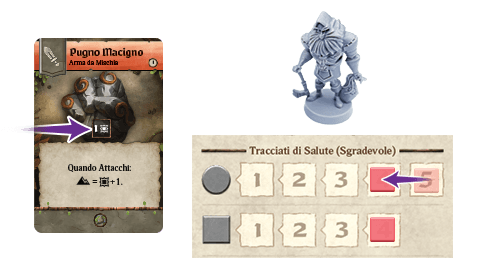 Pugno Macigno
Arma da Mischia
1
Quando Attacchi:
= +1.
Tracciati di Salute (Sgradevole)
1 2 3 5
1 2 3